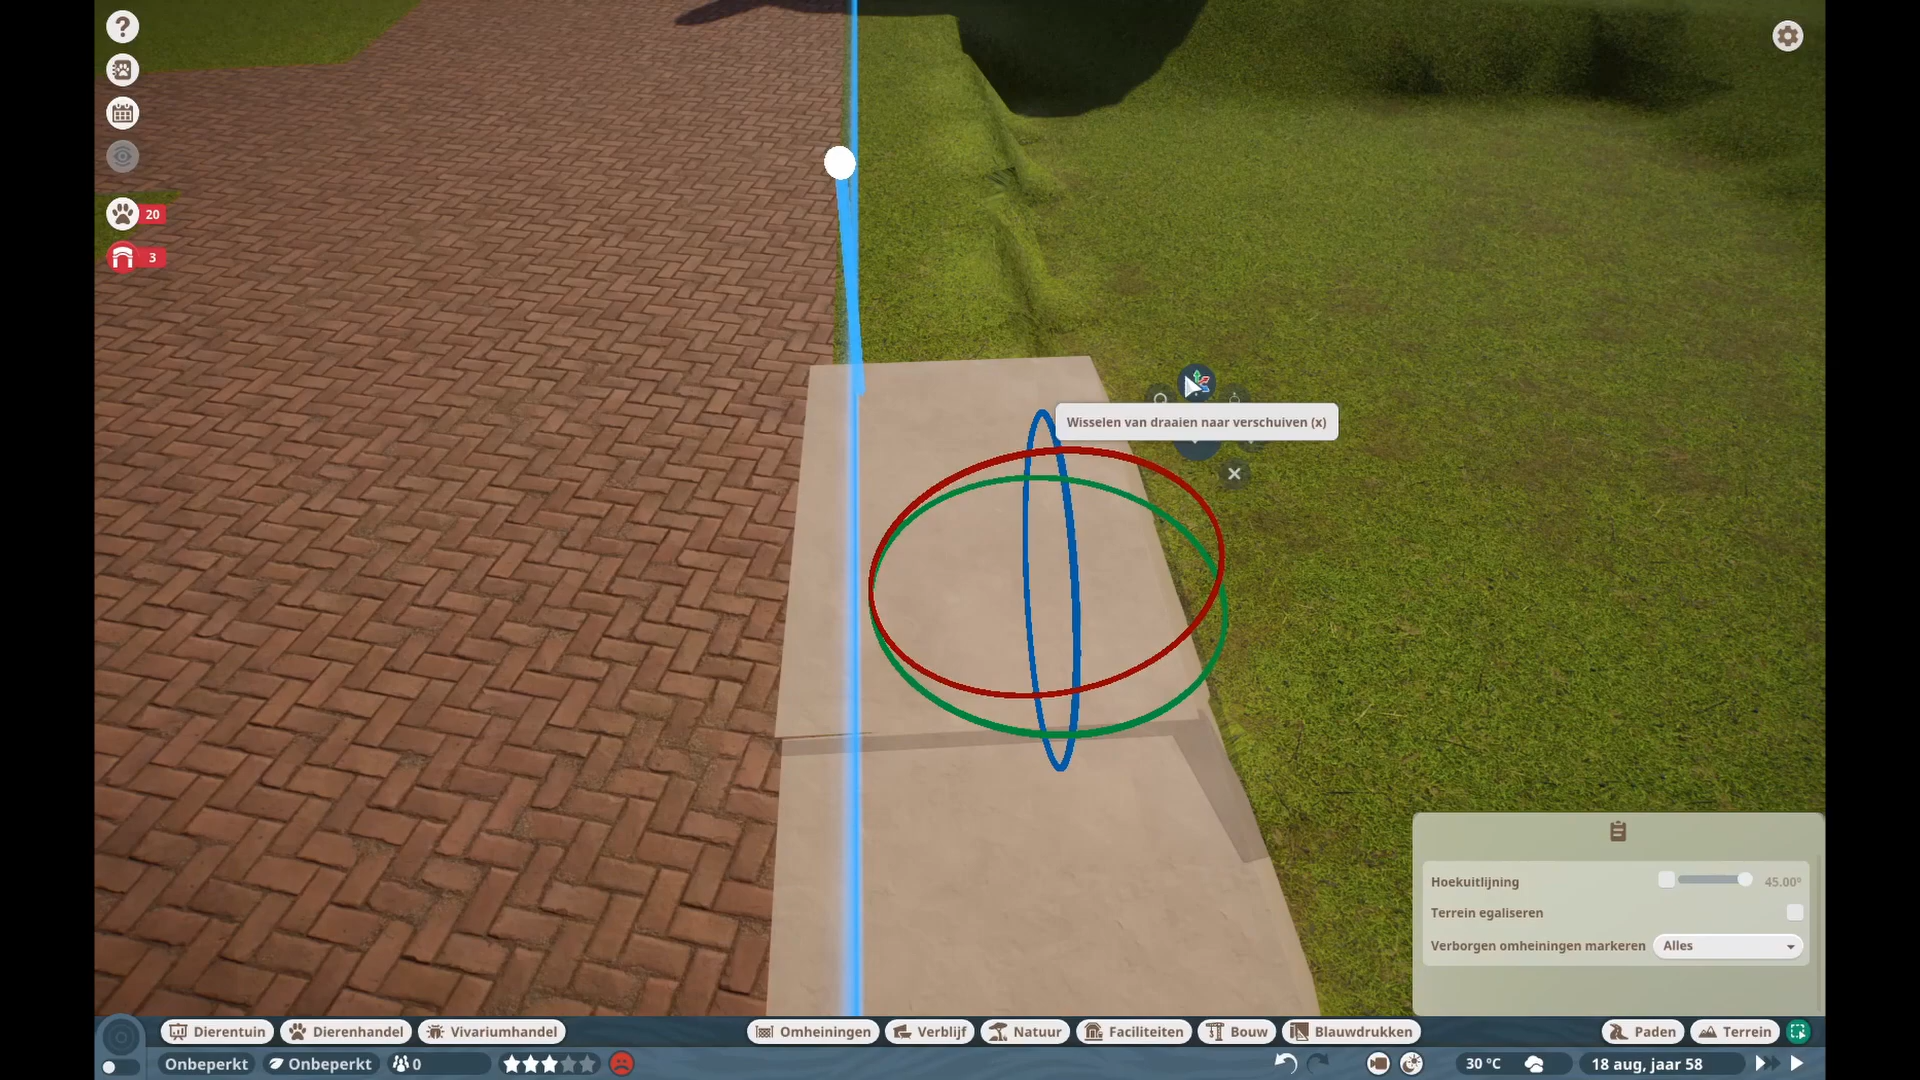 ?
20
3
Wisselen van draaien naar verschuiven (x)
Hoekuitlijning 45.00°
Terrein egaliseren
Verborgen omheiningen markeren Alles
Dierentuin Dierenhandel Vivariumhandel Omheiningen Verblijf Natuur Faciliteiten Bouw Blauwdrukken Paden Terrein
Onbeperkt Onbeperkt 0 30 °C 18 aug, jaar 58